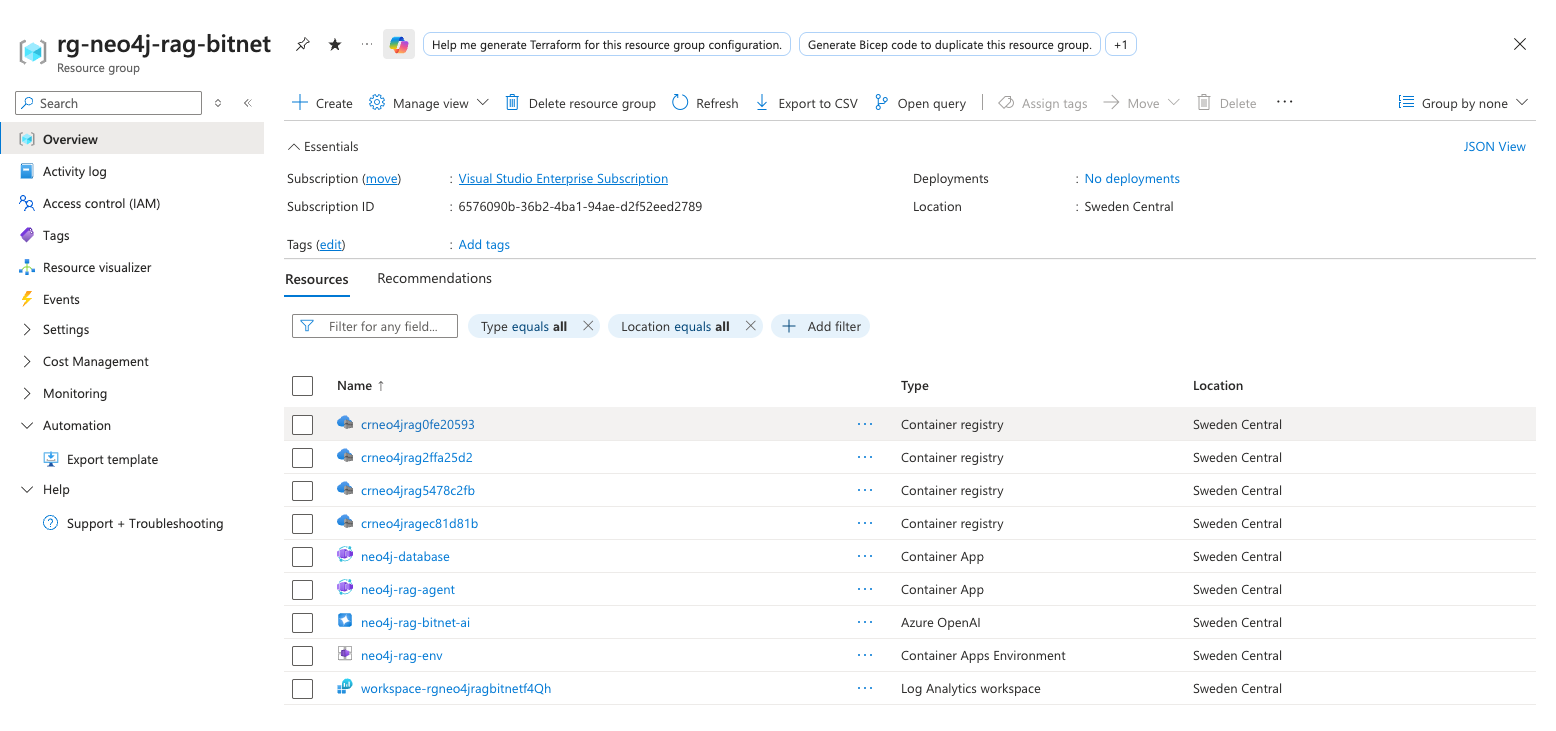 rg-neo4j-rag-bitnet
Resource group
Help me generate Terraform for this resource group configuration.
Generate Bicep code to duplicate this resource group.
+1
Search
Overview
Activity log
Access control (IAM)
Tags
Resource visualizer
Events
Settings
Cost Management
Monitoring
Automation
Export template
Help
Support + Troubleshooting
Create Manage view Delete resource group Refresh Export to CSV Open query Assign tags Move Delete Group by none
Essentials JSON View
Subscription (move) : Visual Studio Enterprise Subscription Deployments : No deployments
Subscription ID : 6576090b-36b2-4ba1-94ae-d2f52eed2789 Location : Sweden Central
Tags (edit) : Add tags
Resources Recommendations
Filter for any field... Type equals all Location equals all Add filter
Name ↑ Type Location
crneo4jrag0fe20593 Container registry Sweden Central
crneo4jrag2ffa25d2 Container registry Sweden Central
crneo4jrag5478c2fb Container registry Sweden Central
crneo4jragec81d81b Container registry Sweden Central
neo4j-database Container App Sweden Central
neo4j-rag-agent Container App Sweden Central
neo4j-rag-bitnet-ai Azure OpenAI Sweden Central
neo4j-rag-env Container Apps Environment Sweden Central
workspace-rgneo4jragbitnetf4Qh Log Analytics workspace Sweden Central